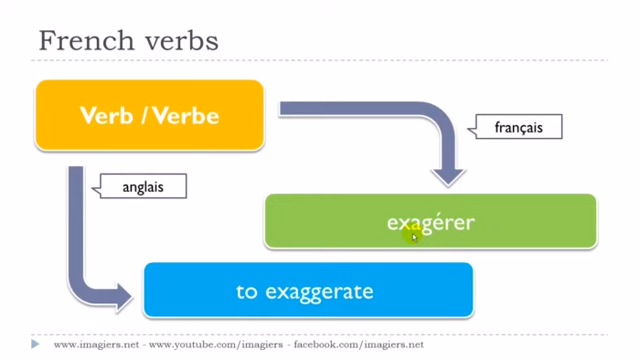 French verbs
Verb / Verbe
français
anglais
exagérer
to exaggerate
www.imagiers.net - www.youtube.com/imagiers - facebook.com/imagiers.net